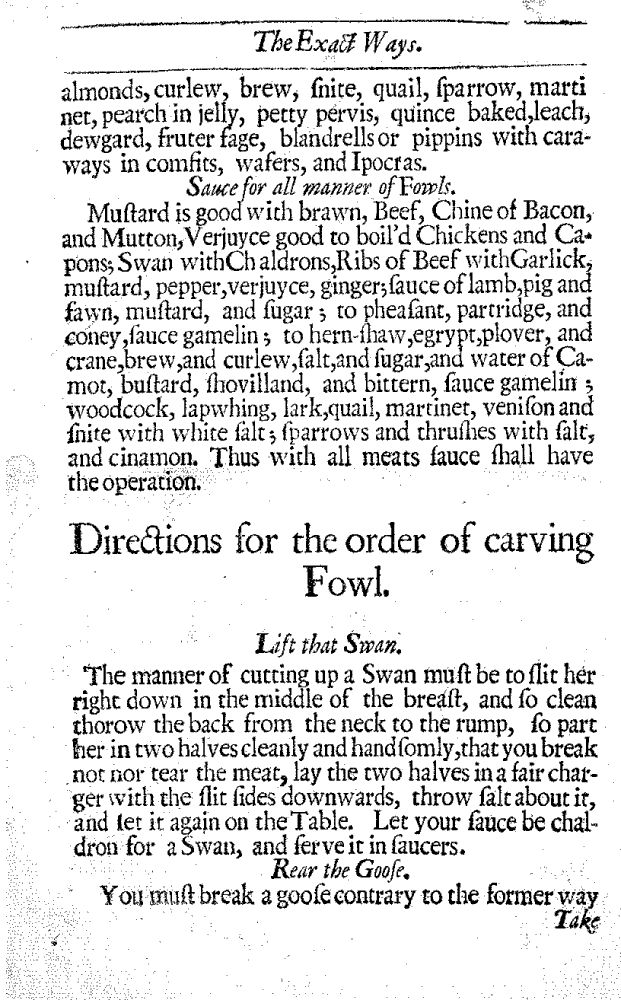 The Exact Ways.
almonds, curlew, brew, ſnite, quail, ſparrow, marti
net, pearch in jelly, petty pervis, quince baked,leach,
dewgard, fruter ſage, blandrells or pippins with cara-
ways in comfits, wafers, and Ipocras.
Sauce for all manner of Fowls.
Muſtard is good with brawn, Beef, Chine of Bacon,
and Mutton,Verjuyce good to boil'd Chickens and Ca-
pons; Swan with Chaldrons,Ribs of Beef with Garlick,
muſtard, pepper,verjuyce, ginger;ſauce of lamb,pig and
fawn, muſtard, and ſugar; to pheaſant, partridge, and
coney,ſauce gamelin; to hern-ſhaw,egrypt,plover, and
crane,brew,and curlew,ſalt,and ſugar,and water of Ca-
mot, buſtard, ſhovilland, and bittern, ſauce gamelin;
woodcock, lapwhing, lark,quail, martinet, veniſon and
ſnite with white ſalt; ſparrows and thruſhes with ſalt,
and cinamon. Thus with all meats ſauce ſhall have
the operation.
Directions for the order of carving
Fowl.
Lift that Swan.
The manner of cutting up a Swan muſt be to ſlit her
right down in the middle of the breaſt, and ſo clean
thorow the back from the neck to the rump, ſo part
her in two halves cleanly and handſomly,that you break
not nor tear the meat, lay the two halves in a fair char-
ger with the ſlit ſides downwards, throw ſalt about it,
and ſet it again on the Table. Let your ſauce be chal-
dron for a Swan, and ſerve it in ſaucers.
Rear the Gooſe.
You muſt break a gooſe contrary to the former way
Take